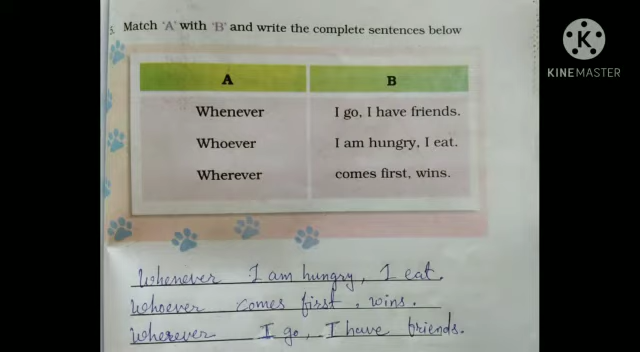 5. Match 'A' with 'B' and write the complete sentences below
K
KINEMASTER
A B
Whenever I go, I have friends.
Whoever I am hungry, I eat.
Wherever comes first, wins.
Whenever I am hungry, I eat.
Whoever comes first, wins.
Wherever I go, I have friends.